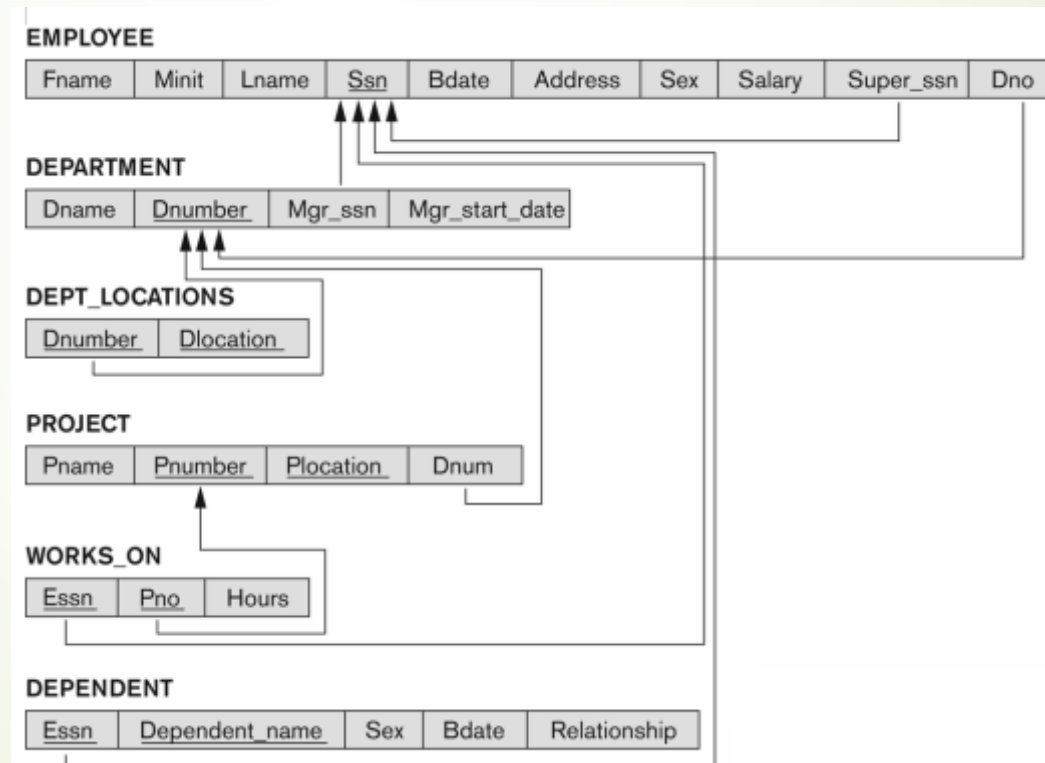 EMPLOYEE
Fname Minit Lname Ssn Bdate Address Sex Salary Super_ssn Dno
DEPARTMENT
Dname Dnumber Mgr_ssn Mgr_start_date
DEPT_LOCATIONS
Dnumber Dlocation
PROJECT
Pname Pnumber Plocation Dnum
WORKS_ON
Essn Pno Hours
DEPENDENT
Essn Dependent_name Sex Bdate Relationship